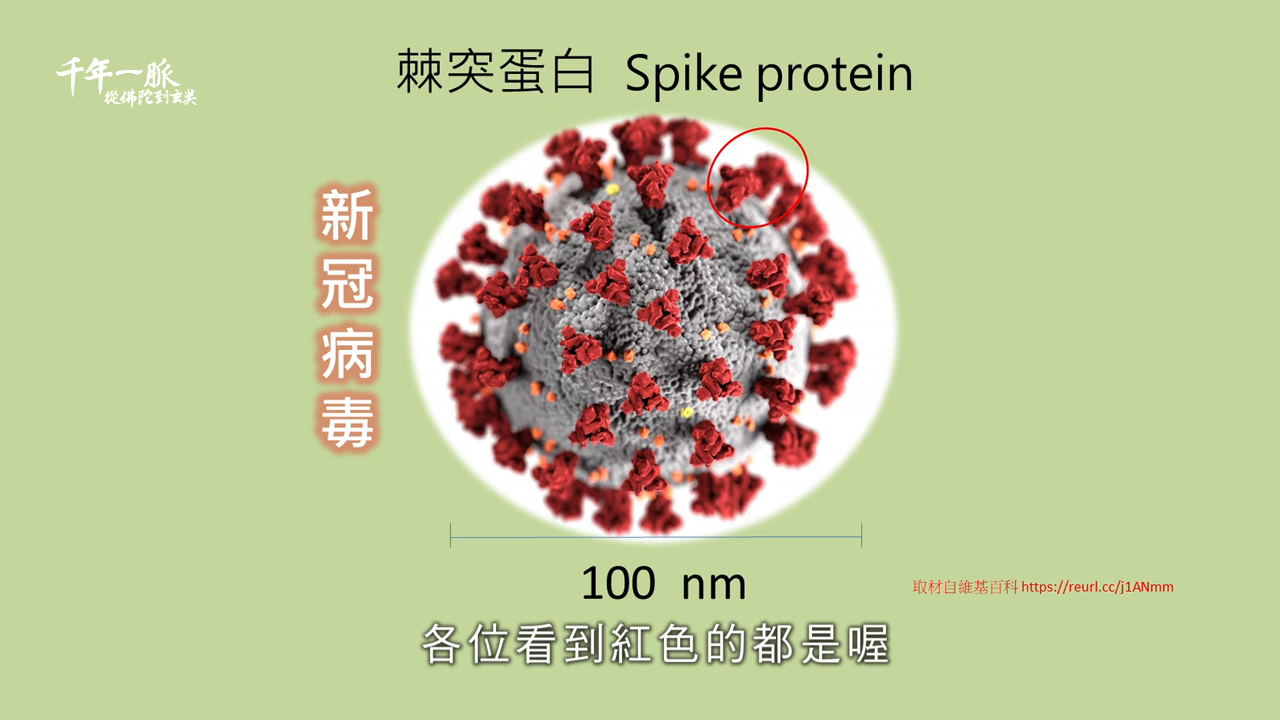 千年一脈
從佛陀到玄奘
棘突蛋白 Spike protein
新冠病毒
100 nm
取材自維基百科 https://reurl.cc/j1ANmm
各位看到紅色的都是喔